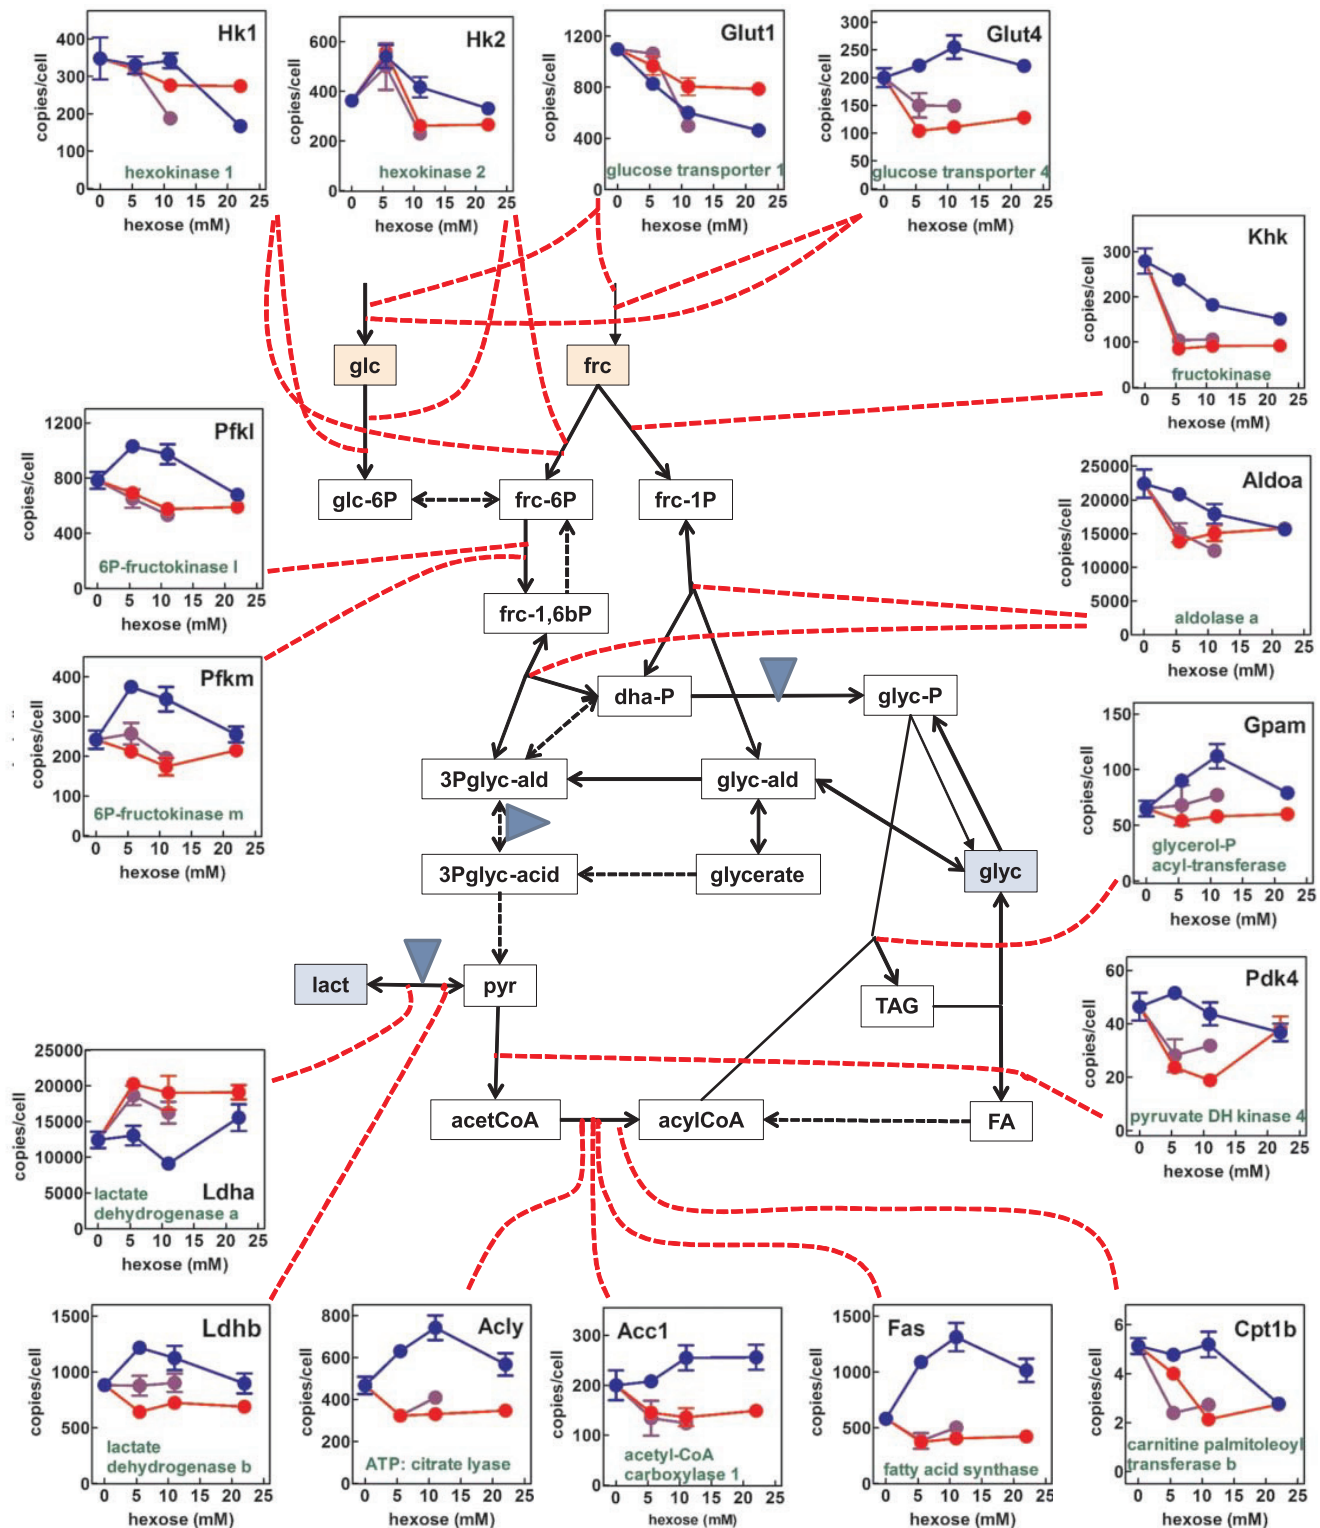 Hk1
copies/cell
400
300
200
100
0
hexokinase 1
0 5 10 15 20 25
hexose (mM)
Hk2
copies/cell
600
400
200
0
hexokinase 2
0 5 10 15 20 25
hexose (mM)
Glut1
copies/cell
1200
800
400
0
glucose transporter 1
0 5 10 15 20 25
hexose (mM)
Glut4
copies/cell
300
250
200
150
100
50
0
glucose transporter 4
0 5 10 15 20 25
hexose (mM)
Khk
copies/cell
300
200
100
0
fructokinase
0 5 10 15 20 25
hexose (mM)
glc
frc
Pfkl
copies/cell
1200
800
400
0
6P-fructokinase l
0 5 10 15 20 25
hexose (mM)
glc-6P
frc-6P
frc-1P
Aldoa
copies/cell
25000
20000
15000
10000
5000
0
aldolase a
0 5 10 15 20 25
hexose (mM)
frc-1,6bP
Pfkm
copies/cell
400
300
200
100
0
6P-fructokinase m
0 5 10 15 20 25
hexose (mM)
dha-P
glyc-P
Gpam
copies/cell
150
100
50
0
glycerol-P
acyl-transferase
0 5 10 15 20 25
hexose (mM)
3Pglyc-ald
glyc-ald
3Pglyc-acid
glycerate
glyc
lact
pyr
TAG
Pdk4
copies/cell
60
40
20
0
pyruvate DH kinase 4
0 5 10 15 20 25
hexose (mM)
copies/cell
25000
20000
15000
10000
5000
0
lactate
Ldha
dehydrogenase a
0 5 10 15 20 25
hexose (mM)
acetCoA
acylCoA
FA
Ldhb
copies/cell
1500
1000
500
0
lactate
dehydrogenase b
0 5 10 15 20 25
hexose (mM)
Acly
copies/cell
800
600
400
200
0
ATP: citrate lyase
0 5 10 15 20 25
hexose (mM)
Acc1
copies/cell
300
200
100
0
acetyl-CoA
carboxylase 1
0 5 10 15 20 25
hexose (mM)
Fas
copies/cell
1500
1000
500
0
fatty acid synthase
0 5 10 15 20 25
hexose (mM)
Cpt1b
copies/cell
6
4
2
0
carnitine palmitoleoyl
transferase b
0 5 10 15 20 25
hexose (mM)